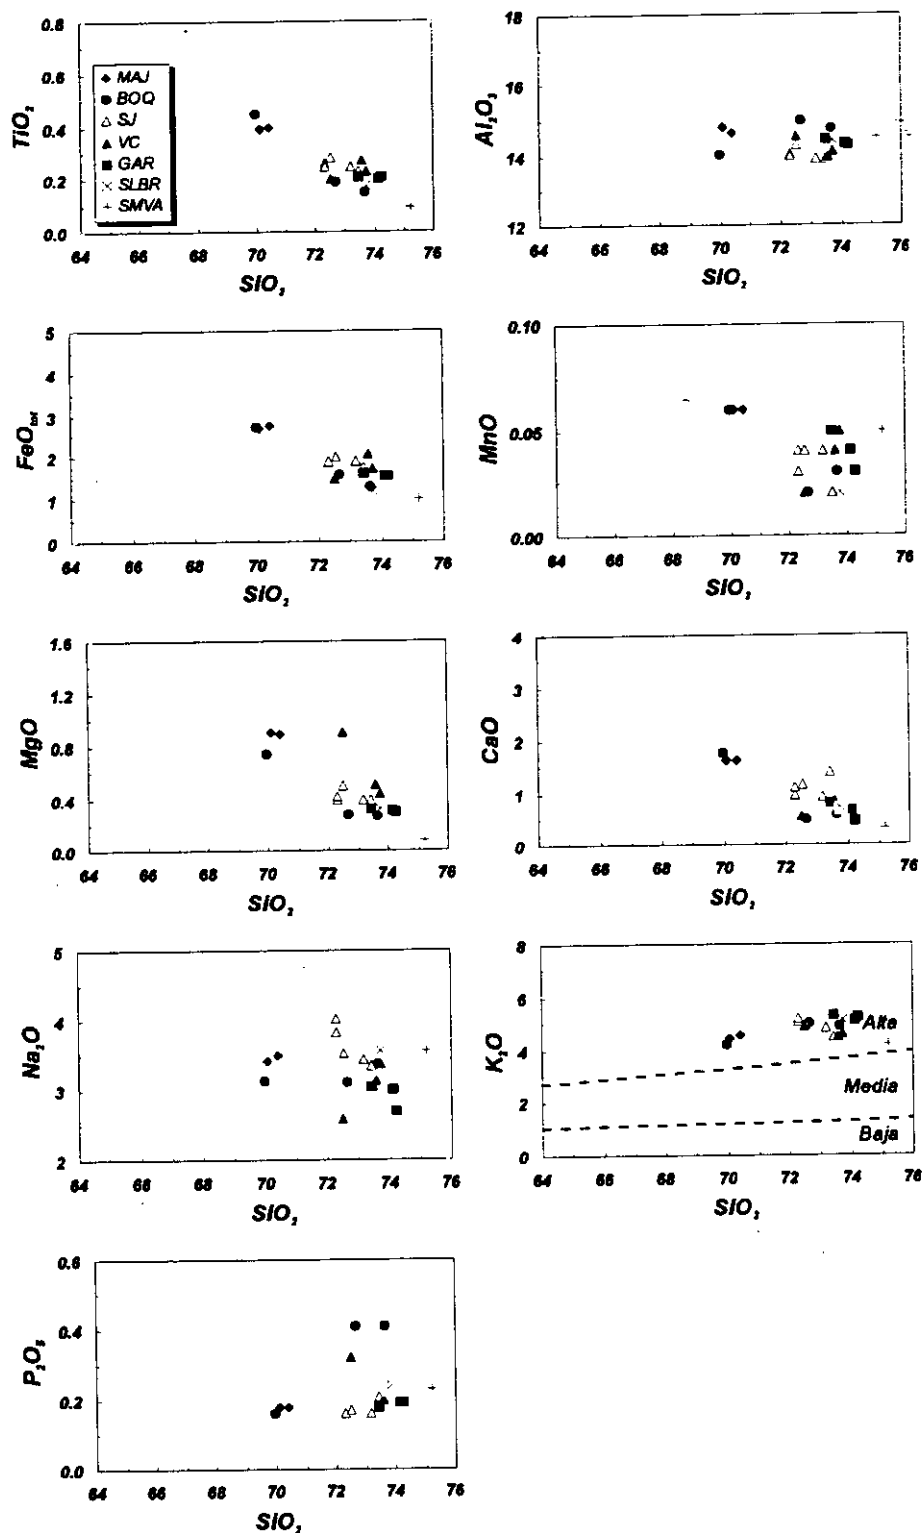 0.8
0.6
0.4
0.2
0.0
TiO₂
MAJ
BOQ
SJ
VC
GAR
SLBR
SMVA
64 66 68 70 72 74 76
SiO₂
18
16
14
12
Al₂O₃
64 66 68 70 72 74 76
SiO₂
5
4
3
2
1
0
FeO tot
64 66 68 70 72 74 76
SiO₂
0.10
0.05
0.00
MnO
64 66 68 70 72 74 76
SiO₂
1.6
1.2
0.8
0.4
0.0
MgO
64 66 68 70 72 74 76
SiO₂
4
3
2
1
0
CaO
64 66 68 70 72 74 76
SiO₂
5
4
3
2
Na₂O
64 66 68 70 72 74 76
SiO₂
8
6
4
2
0
K₂O
Alta
Media
Baja
64 66 68 70 72 74 76
SiO₂
0.6
0.4
0.2
0.0
P₂O₅
64 66 68 70 72 74 76
SiO₂